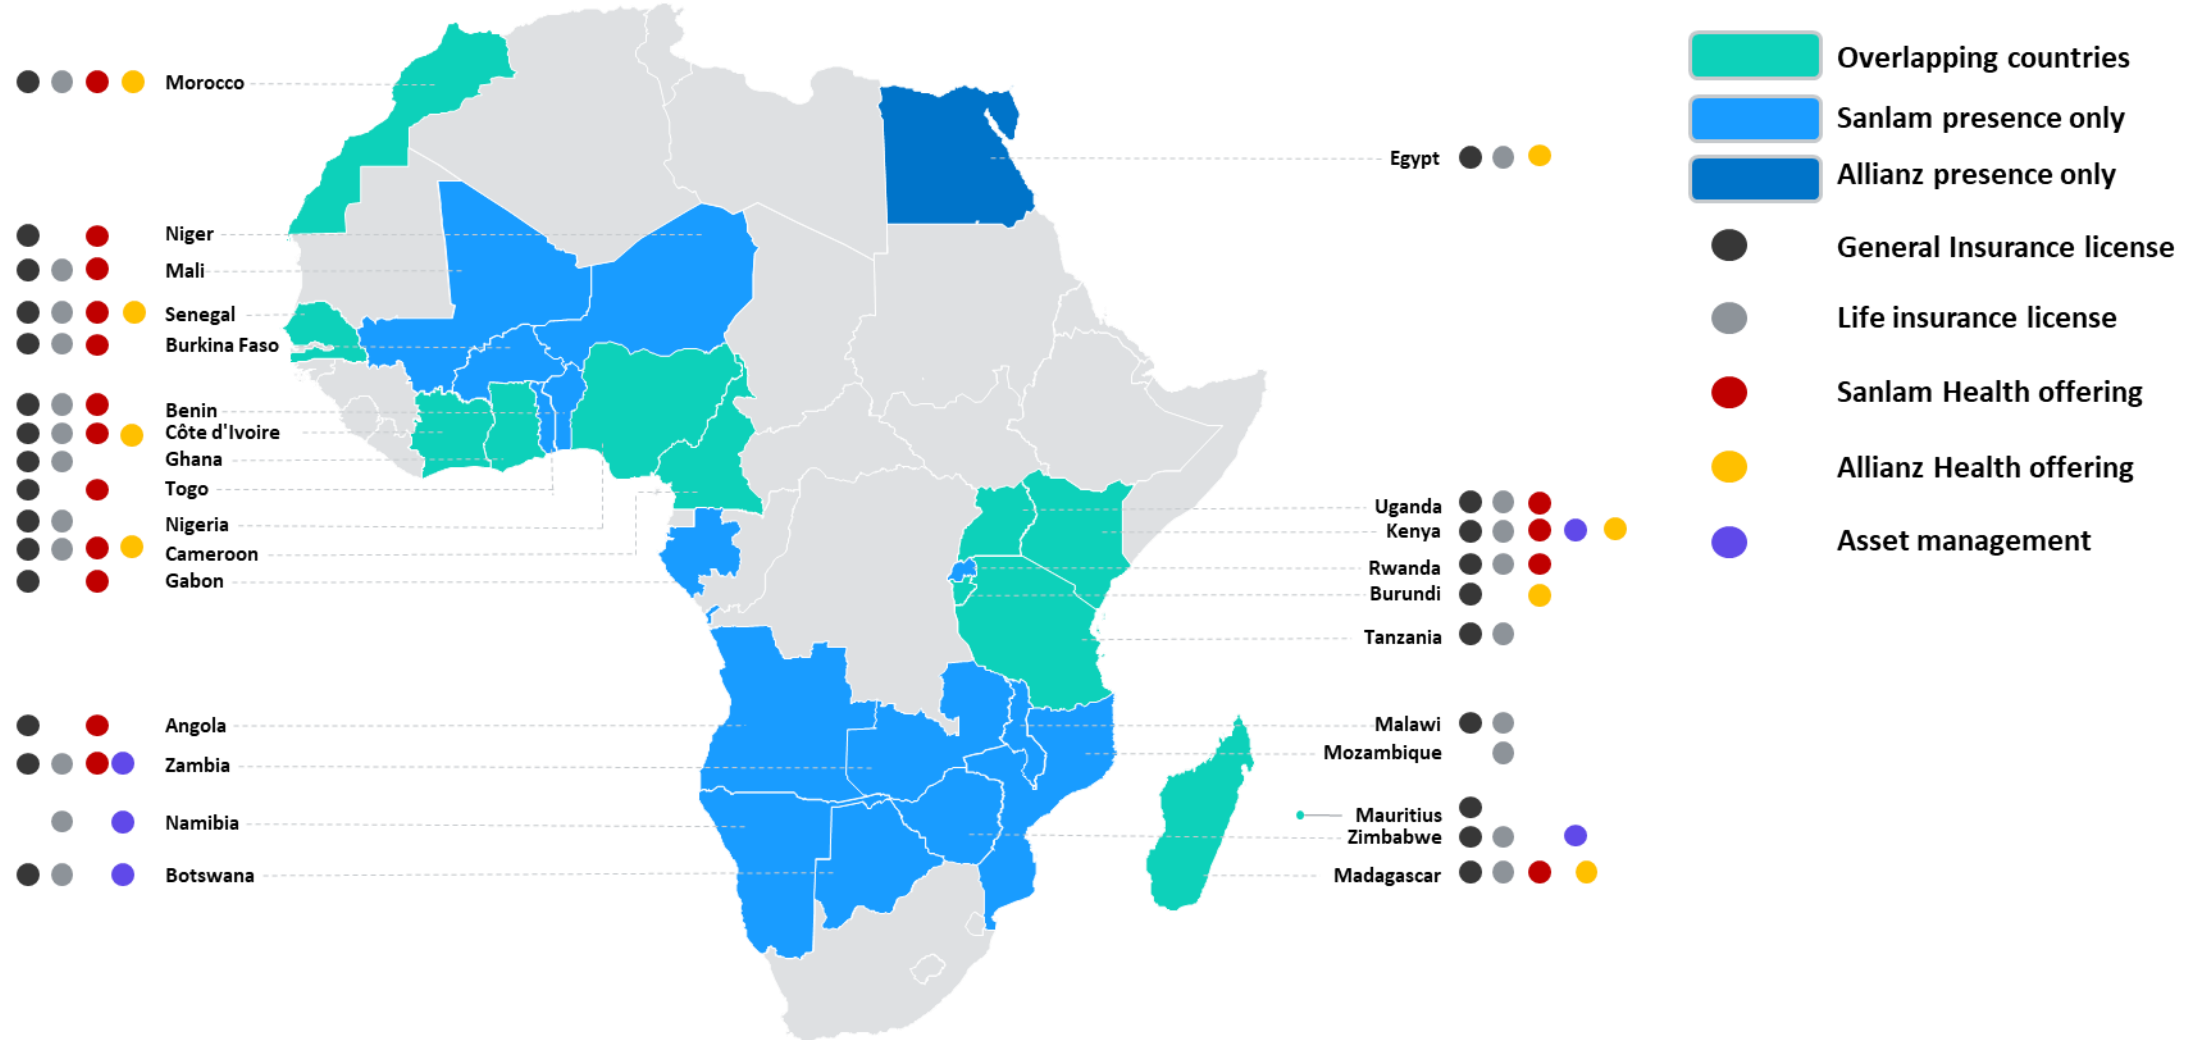 Morocco
Niger
Mali
Senegal
Burkina Faso
Benin
Côte d'Ivoire
Ghana
Togo
Nigeria
Cameroon
Gabon
Angola
Zambia
Namibia
Botswana
Egypt
Uganda
Kenya
Rwanda
Burundi
Tanzania
Malawi
Mozambique
Mauritius
Zimbabwe
Madagascar
Overlapping countries
Sanlam presence only
Allianz presence only
General Insurance license
Life insurance license
Sanlam Health offering
Allianz Health offering
Asset management